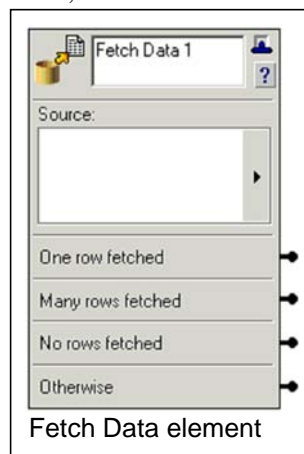 Fetch Data 1
?
Source:
One row fetched
Many rows fetched
No rows fetched
Otherwise
Fetch Data element